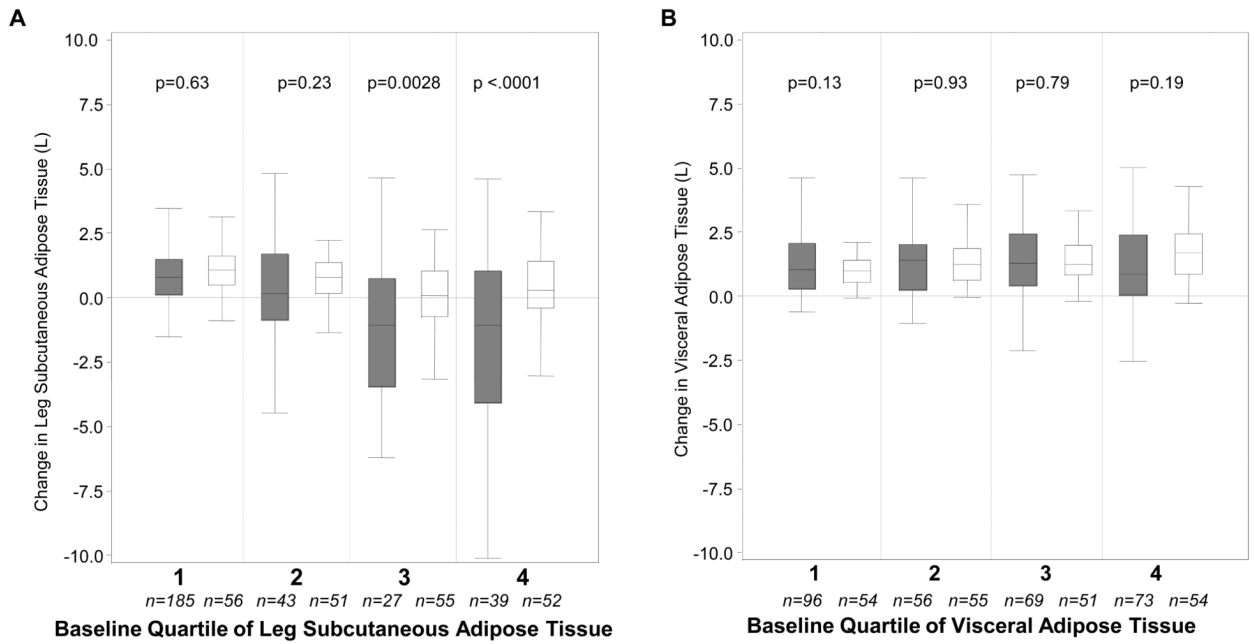 A
10.0
7.5
5.0
2.5
0.0
-2.5
-5.0
-7.5
-10.0
Change in Leg Subcutaneous Adipose Tissue (L)
p=0.63 p=0.23 p=0.0028 p <.0001
1 2 3 4
n=185 n=56 n=43 n=51 n=27 n=55 n=39 n=52
Baseline Quartile of Leg Subcutaneous Adipose Tissue
B
10.0
7.5
5.0
2.5
0.0
-2.5
-5.0
-7.5
-10.0
Change in Visceral Adipose Tissue (L)
p=0.13 p=0.93 p=0.79 p=0.19
1 2 3 4
n=96 n=54 n=56 n=55 n=69 n=51 n=73 n=54
Baseline Quartile of Visceral Adipose Tissue